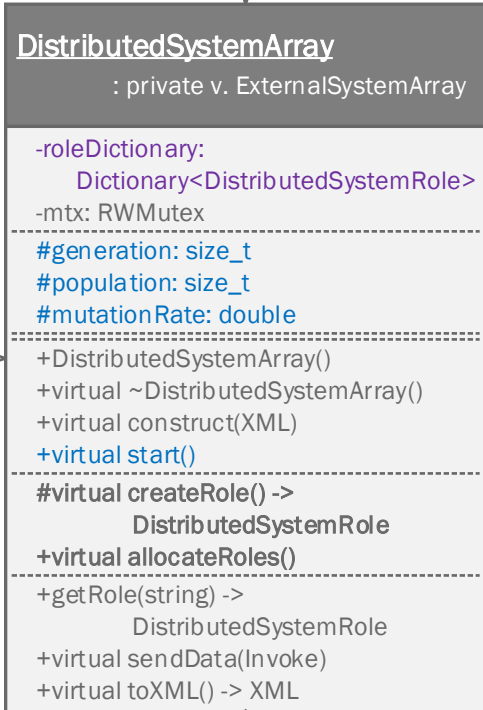 DistributedSystemArray
: private v. ExternalSystemArray
-roleDictionary:
Dictionary<DistributedSystemRole>
-mtx: RWMutex
#generation: size_t
#population: size_t
#mutationRate: double
+DistributedSystemArray()
+virtual ~DistributedSystemArray()
+virtual construct(XML)
+virtual start()
#virtual createRole() ->
DistributedSystemRole
+virtual allocateRoles()
+getRole(string) ->
DistributedSystemRole
+virtual sendData(Invoke)
+virtual toXML() -> XML